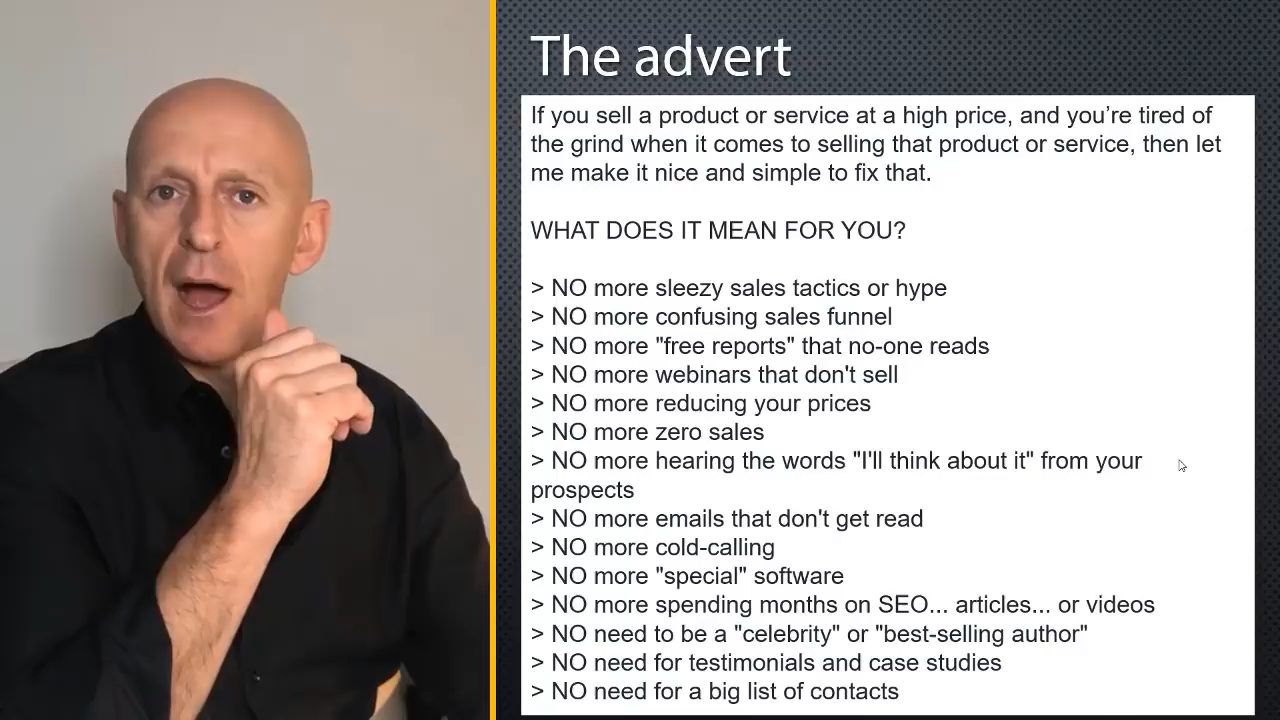 The advert
If you sell a product or service at a high price, and you’re tired of
the grind when it comes to selling that product or service, then let
me make it nice and simple to fix that.
WHAT DOES IT MEAN FOR YOU?
> NO more sleezy sales tactics or hype
> NO more confusing sales funnel
> NO more "free reports" that no-one reads
> NO more webinars that don't sell
> NO more reducing your prices
> NO more zero sales
> NO more hearing the words "I'll think about it" from your
prospects
> NO more emails that don't get read
> NO more cold-calling
> NO more "special" software
> NO more spending months on SEO... articles... or videos
> NO need to be a "celebrity" or "best-selling author"
> NO need for testimonials and case studies
> NO need for a big list of contacts